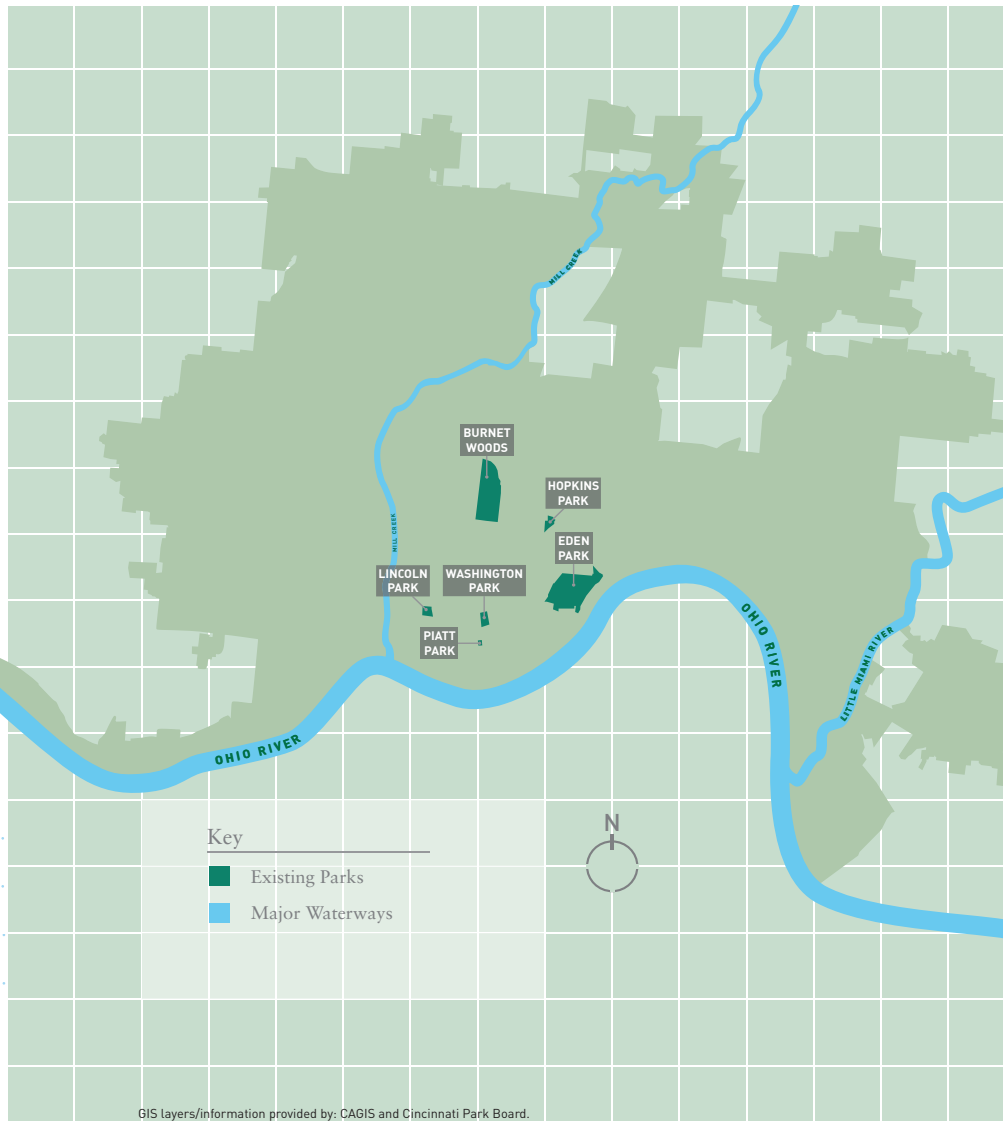 MILL CREEK
BURNET
WOODS
HOPKINS
PARK
MILL CREEK
EDEN
PARK
LINCOLN
PARK
WASHINGTON
PARK
PIATT
PARK
OHIO RIVER
LITTLE MIAMI RIVER
OHIO RIVER
Key
Existing Parks
Major Waterways
N
GIS layers/information provided by: CAGIS and Cincinnati Park Board.